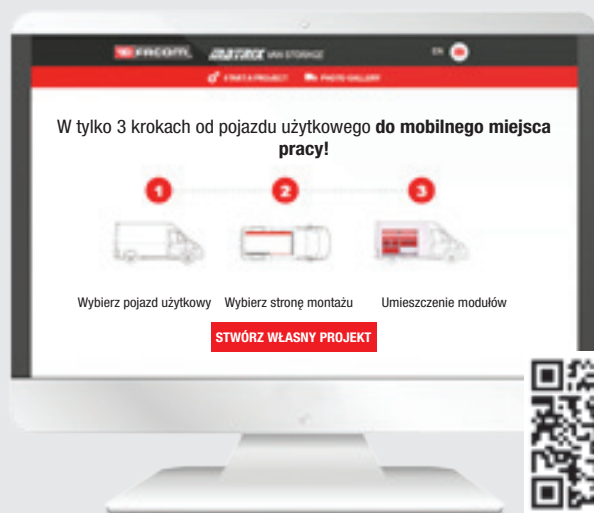 FACOM. MATRIX VAN STORAGE EN
START A PROJECT PHOTO GALLERY
W tylko 3 krokach od pojazdu użytkowego do mobilnego miejsca
pracy!
1 2 3
Wybierz pojazd użytkowy Wybierz stronę montażu Umieszczenie modułów
STWÓRZ WŁASNY PROJEKT